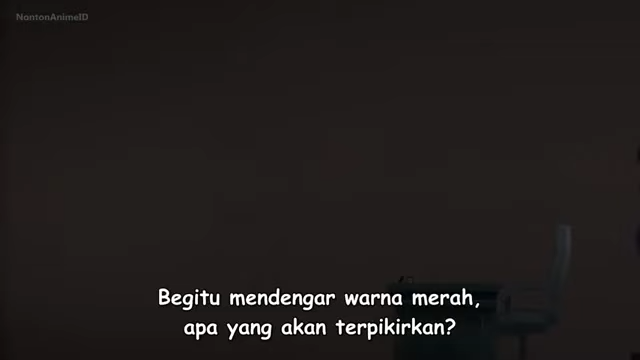 NontonAnimeID
Begitu mendengar warna merah,
apa yang akan terpikirkan?